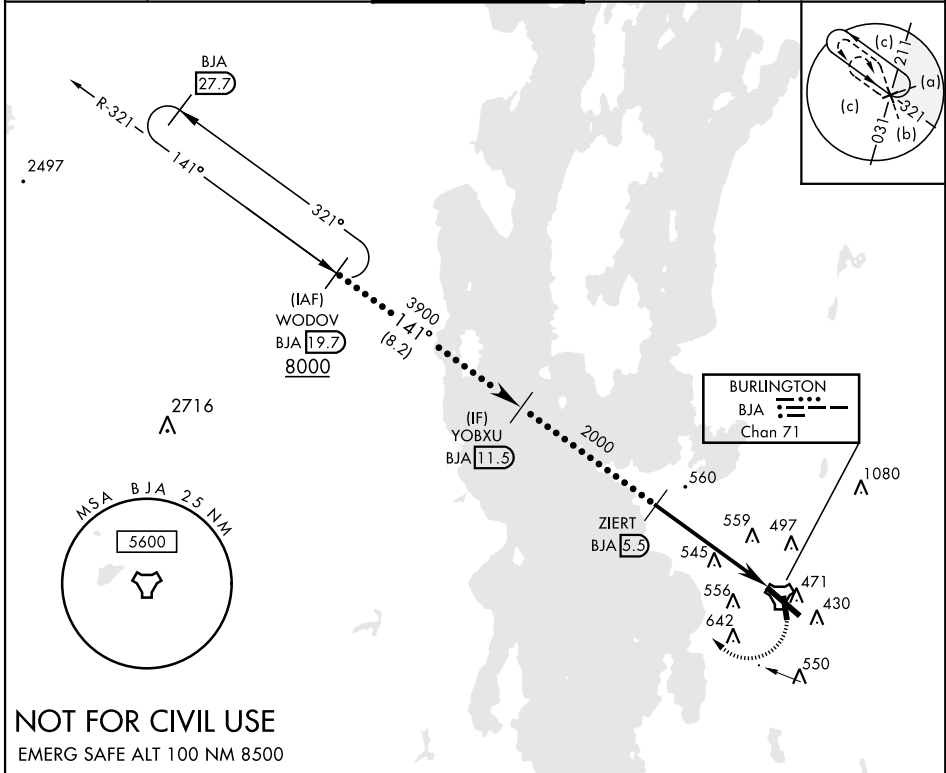 BJA
27.7
R-321
141°
321°
2497
(IAF)
WODOV
BJA 19.7
8000
3900
141°
(8.2)
(IF)
YOBXU
BJA 11.5
2000
2716
ZIERT
BJA 5.5
560
BURLINGTON
BJA
Chan 71
1080
559
497
545
471
556
430
642
550
MSA BJA 25 NM
5600
(c)
211
(a)
321
(c)
(b)
031
NOT FOR CIVIL USE
EMERG SAFE ALT 100 NM 8500